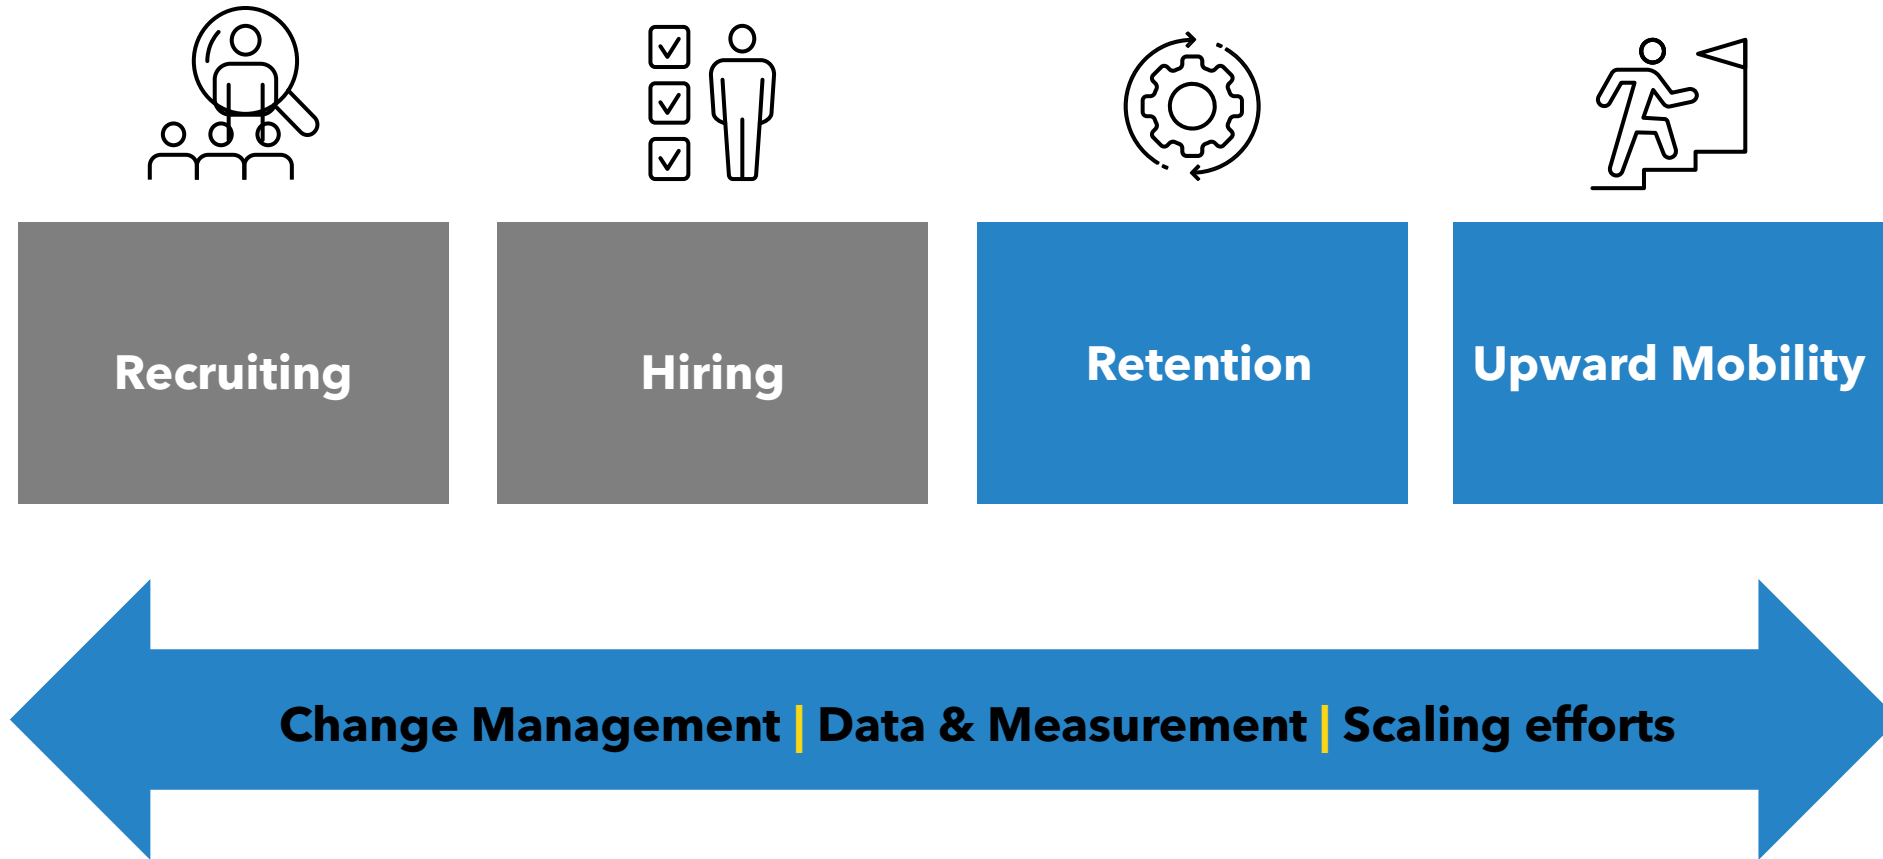 Recruiting
Hiring
Retention
Upward Mobility
Change Management | Data & Measurement | Scaling efforts